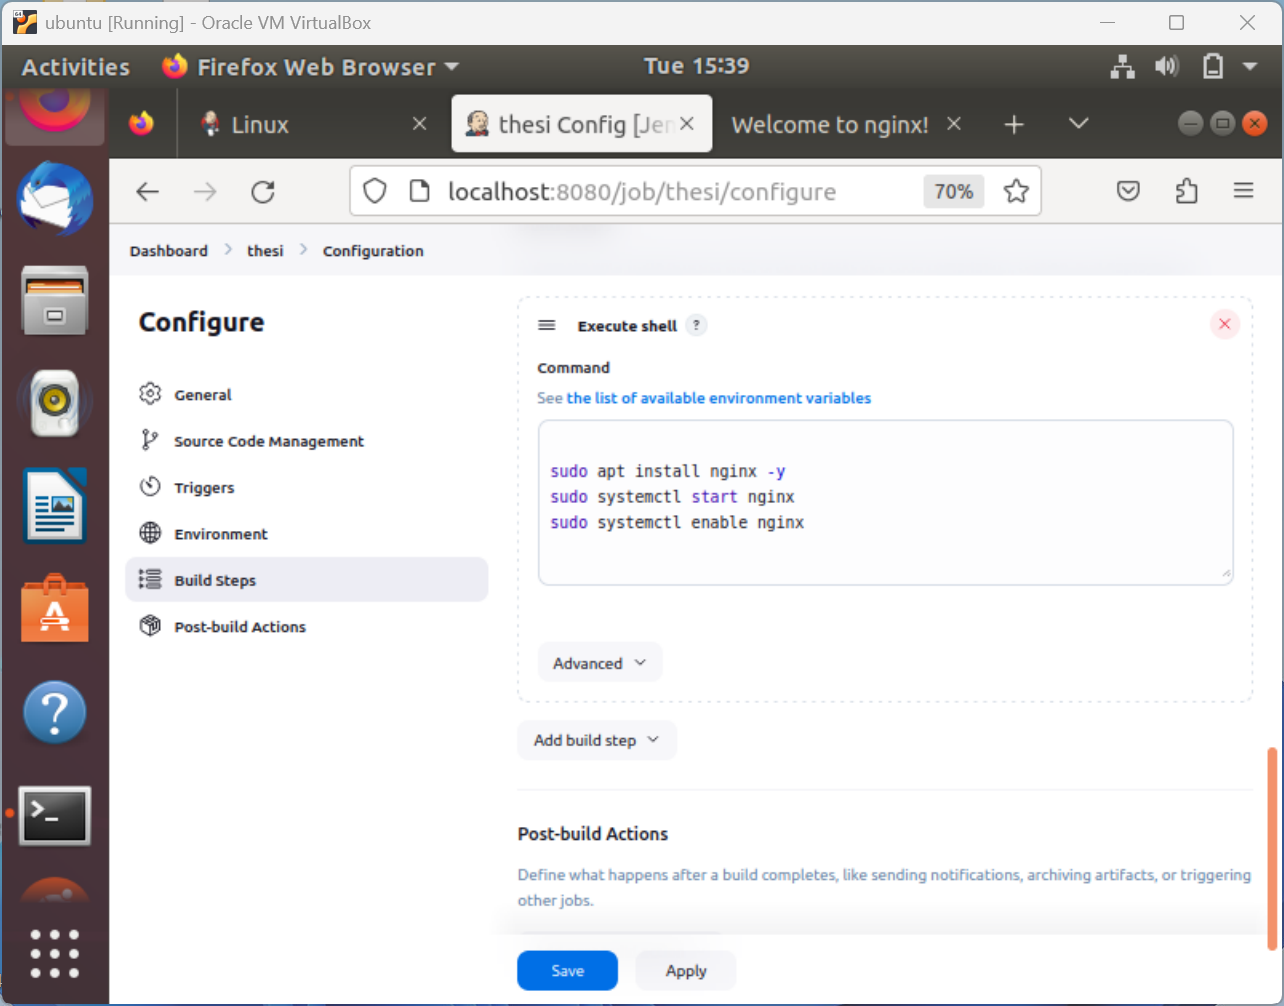 ubuntu [Running] - Oracle VM VirtualBox
Activities Firefox Web Browser Tue 15:39
Linux thesi Config [Jen Welcome to nginx!
localhost:8080/job/thesi/configure 70%
Dashboard thesi Configuration
Configure
General
Source Code Management
Triggers
Environment
Build Steps
Post-build Actions
Execute shell ?
Command
See the list of available environment variables
sudo apt install nginx -y
sudo systemctl start nginx
sudo systemctl enable nginx
Advanced
Add build step
Post-build Actions
Define what happens after a build completes, like sending notifications, archiving artifacts, or triggering
other jobs.
Save Apply